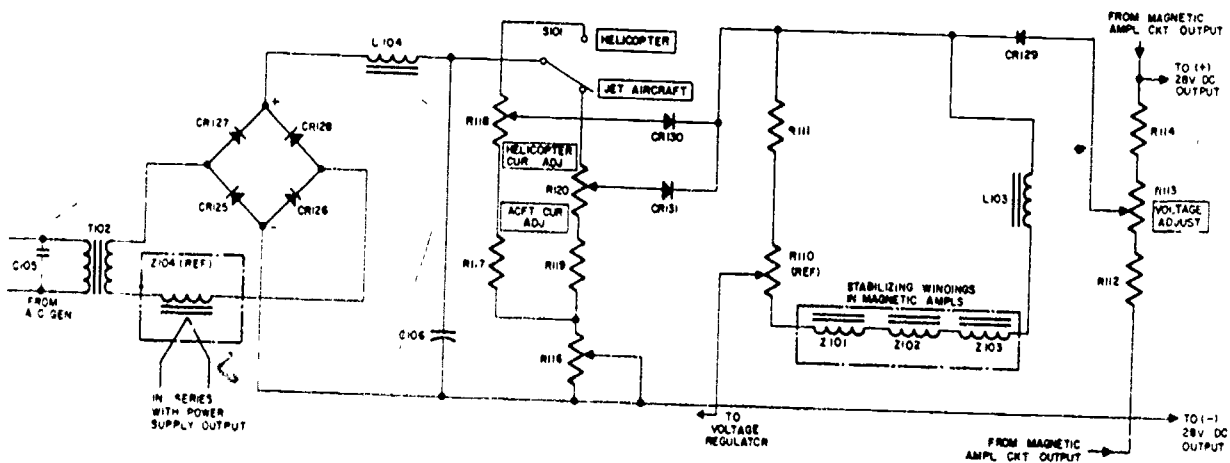 FROM MAGNETIC
AMPL CKT OUTPUT
TO (+)
28V DC
OUTPUT
L104
S101
HELICOPTER
JET AIRCRAFT
CR129
CR127
CR128
CR125
CR126
R118
HELICOPTER
CUR ADJ
CR130
R111
R114
R113
VOLTAGE
ADJUST
R120
CR131
ACFT CUR
ADJ
L103
T102
C105
FROM
A C GEN
Z104 (REF)
R117
R119
R110
(REF)
R112
STABILIZING WINDINGS
IN MAGNETIC AMPLS
Z101
Z102
Z103
C106
R116
IN SERIES
WITH POWER
SUPPLY OUTPUT
TO
VOLTAGE
REGULATOR
TO (-)
28V DC
OUTPUT
FROM MAGNETIC
AMPL CKT OUTPUT